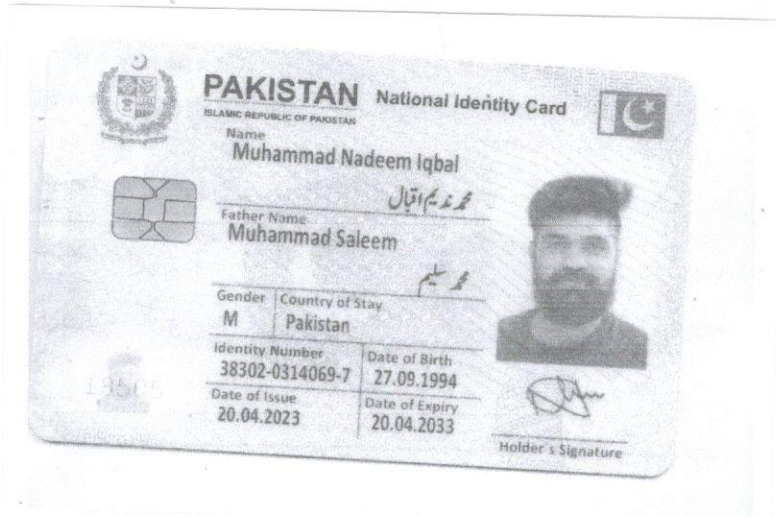 PAKISTAN National Identity Card
ISLAMIC REPUBLIC OF PAKISTAN
Name
Muhammad Nadeem Iqbal
محمد ندیم اقبال
Father Name
Muhammad Saleem
محمد سلیم
Gender Country of Stay
M Pakistan
Identity Number Date of Birth
38302-0314069-7 27.09.1994
Date of Issue Date of Expiry
20.04.2023 20.04.2033
Holder's Signature